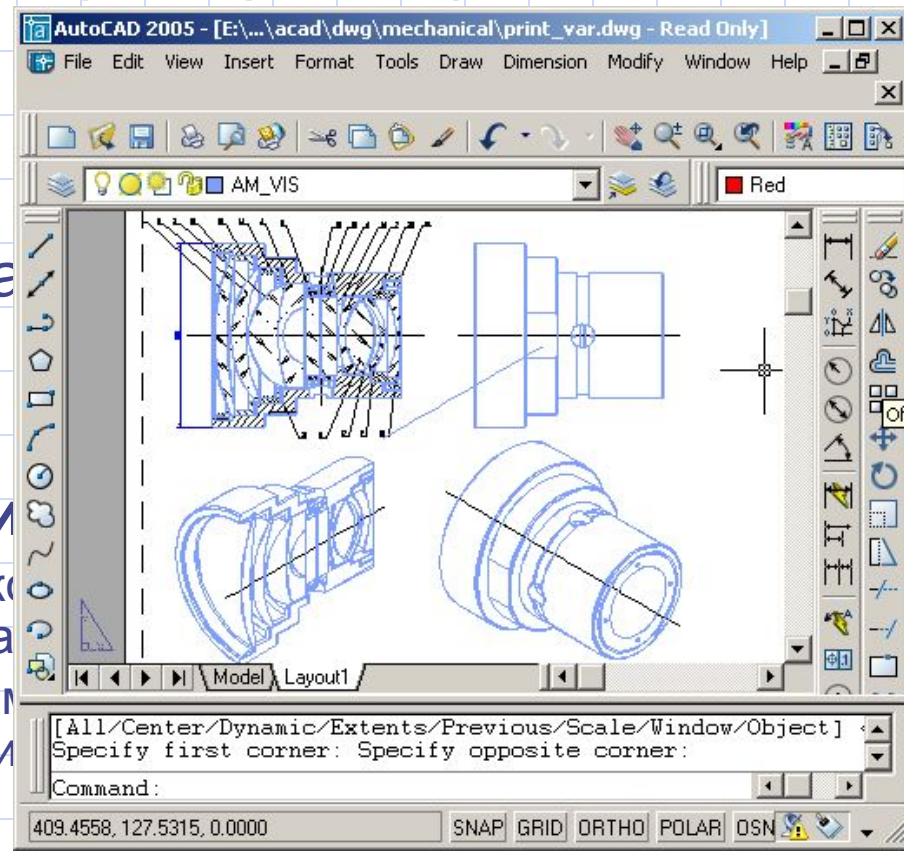 AutoCAD 2005 - [E:\...\acad\dwg\mechanical\print_var.dwg - Read Only]
File Edit View Insert Format Tools Draw Dimension Modify Window Help
AM_VIS Red
Model Layout1
[All/Center/Dynamic/Extents/Previous/Scale/Window/Object]
Specify first corner: Specify opposite corner:
Command:
409.4558, 127.5315, 0.0000 SNAP GRID ORTHO POLAR OSN